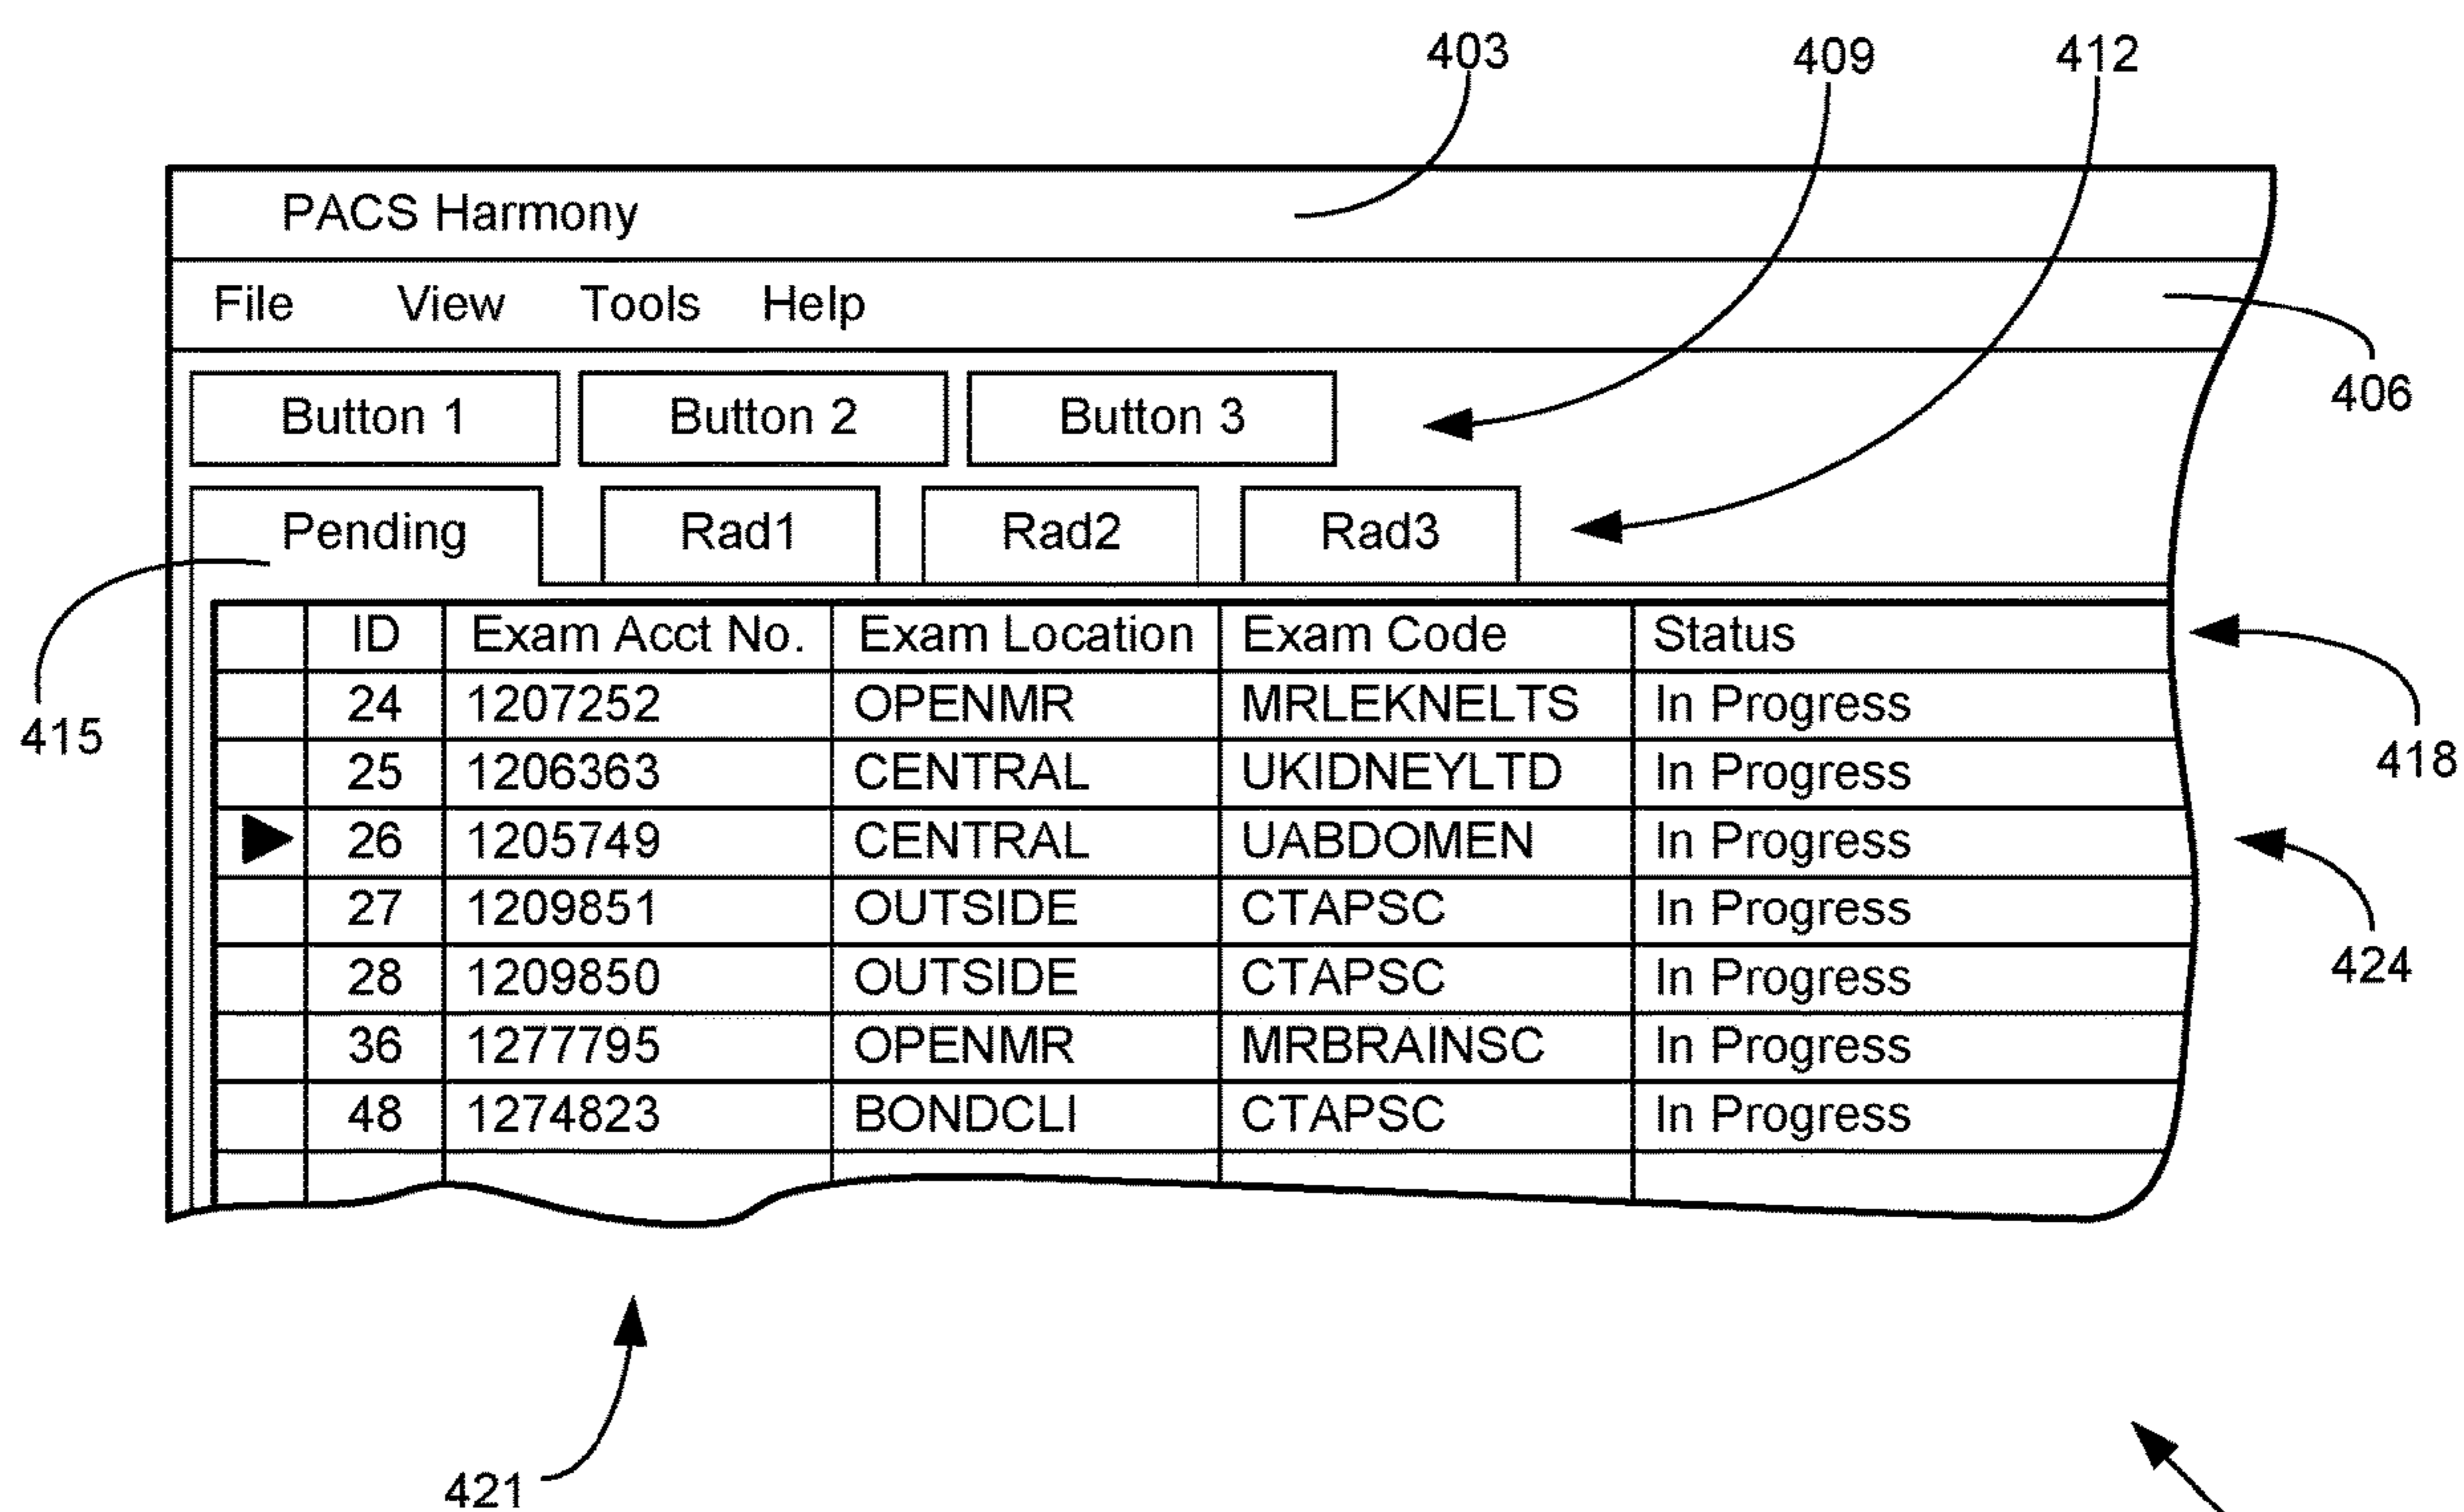 403 409 412
PACS Harmony
File View Tools Help
406
Button 1 Button 2 Button 3
Pending Rad1 Rad2 Rad3
415
ID Exam Acct No. Exam Location Exam Code Status
24 1207252 OPENMR MRLEKNELTS In Progress
418
25 1206363 CENTRAL UKIDNEYLTD In Progress
26 1205749 CENTRAL UABDOMEN In Progress
27 1209851 OUTSIDE CTAPSC In Progress
424
28 1209850 OUTSIDE CTAPSC In Progress
36 1277795 OPENMR MRBRAINSC In Progress
48 1274823 BONDCLI CTAPSC In Progress
421